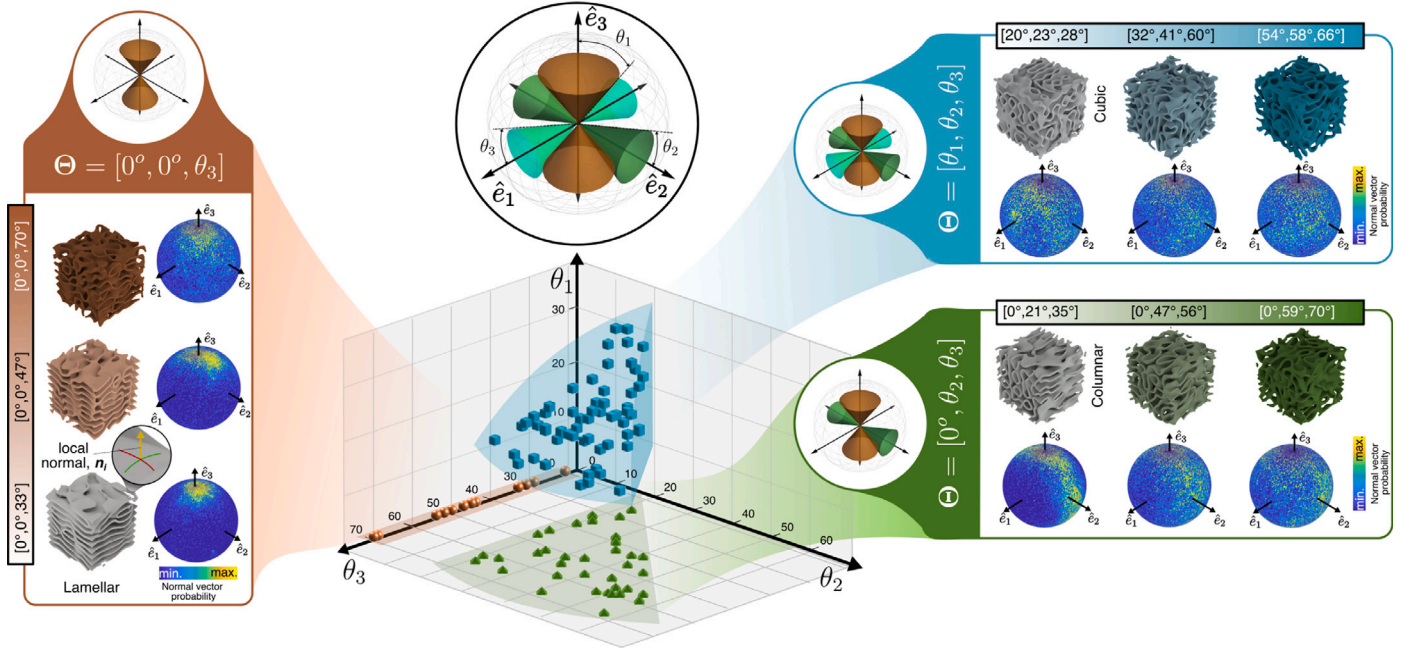 Θ = [0ᵒ, 0ᵒ, θ₃]
[0°,0°,70°]
[0°,0°,47°]
[0°,0°,33°]
ê₃
ê₁
ê₂
ê₃
ê₁
ê₂
local
normal, nᵢ
ê₃
ê₁
ê₂
Lamellar
min.
max.
Normal vector
probability
ê₃
θ₁
θ₃
θ₂
ê₁
ê₂
θ₁
30
20
10
0
0
10
20
30
40
50
60
θ₂
30
40
50
60
70
θ₃
Θ = [θ₁, θ₂, θ₃]
[20°,23°,28°]
[32°,41°,60°]
[54°,58°,66°]
Cubic
ê₃
ê₁
ê₂
ê₃
ê₁
ê₂
ê₃
ê₁
ê₂
max.
min.
Normal vector
probability
Θ = [0ᵒ, θ₂, θ₃]
[0°,21°,35°]
[0°,47°,56°]
[0°,59°,70°]
Columnar
ê₃
ê₁
ê₂
ê₃
ê₁
ê₂
ê₃
ê₁
ê₂
max.
min.
Normal vector
probability